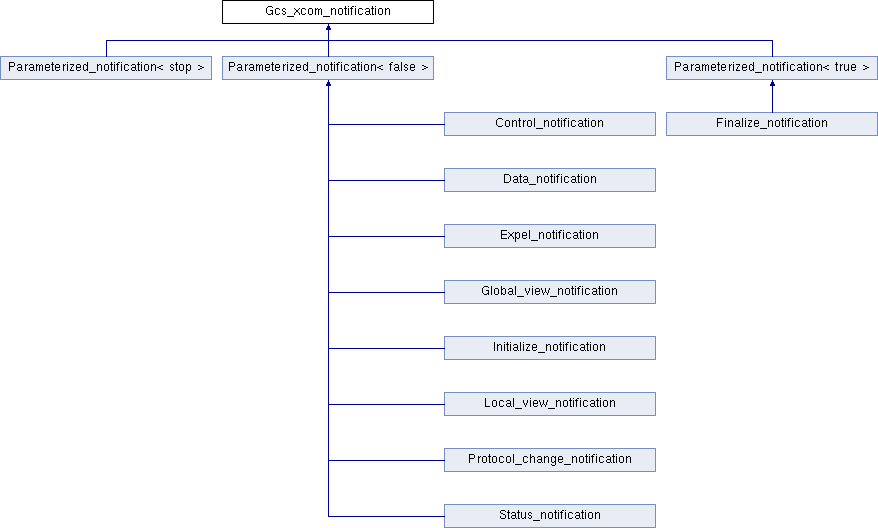 Gcs_xcom_notification
Parameterized_notification< stop >
Parameterized_notification< false >
Parameterized_notification< true >
Control_notification
Finalize_notification
Data_notification
Expel_notification
Global_view_notification
Initialize_notification
Local_view_notification
Protocol_change_notification
Status_notification